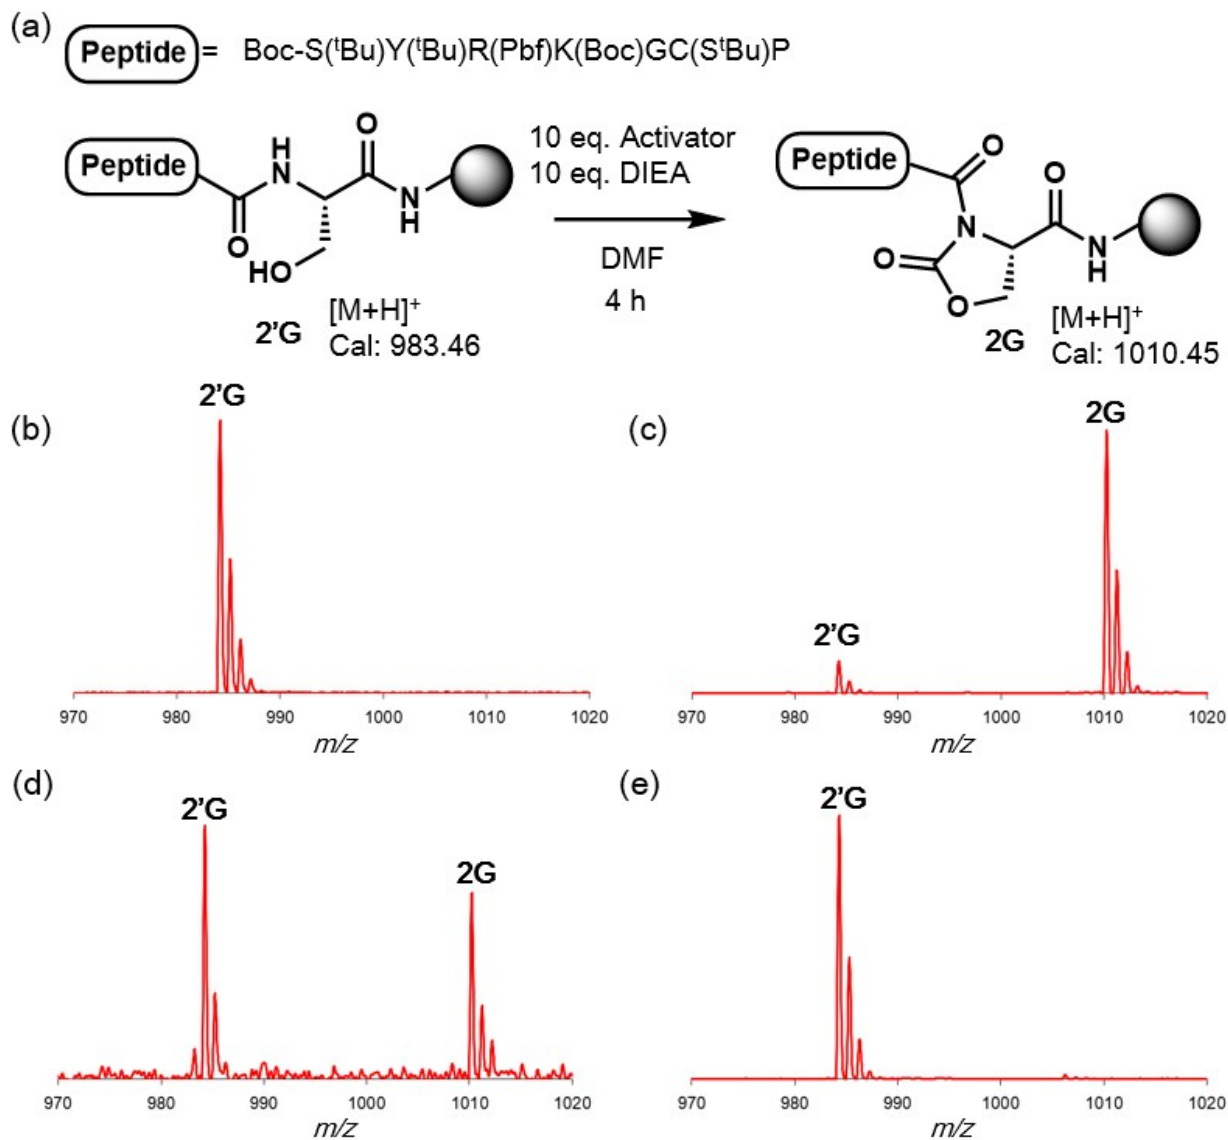 (a)
Peptide = Boc-S(ᵗBu)Y(ᵗBu)R(Pbf)K(Boc)GC(SᵗBu)P
Peptide H N O N H O HO
10 eq. Activator
10 eq. DIEA
DMF
4 h
2'G [M+H]⁺
Cal: 983.46
Peptide O O N O O N H
2G [M+H]⁺
Cal: 1010.45
(b)
2'G
970 980 990 1000 1010 1020
m/z
(c)
2'G
2G
970 980 990 1000 1010 1020
m/z
(d)
2'G
2G
970 980 990 1000 1010 1020
m/z
(e)
2'G
970 980 990 1000 1010 1020
m/z